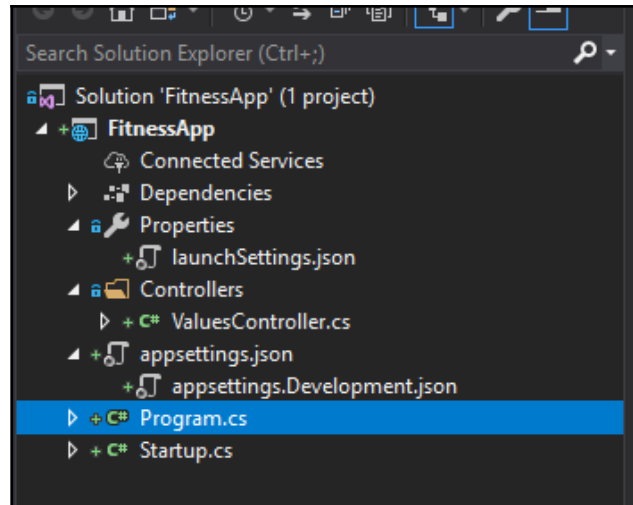 Search Solution Explorer (Ctrl+;)
Solution 'FitnessApp' (1 project)
FitnessApp
Connected Services
Dependencies
Properties
launchSettings.json
Controllers
C# ValuesController.cs
appsettings.json
appsettings.Development.json
C# Program.cs
C# Startup.cs